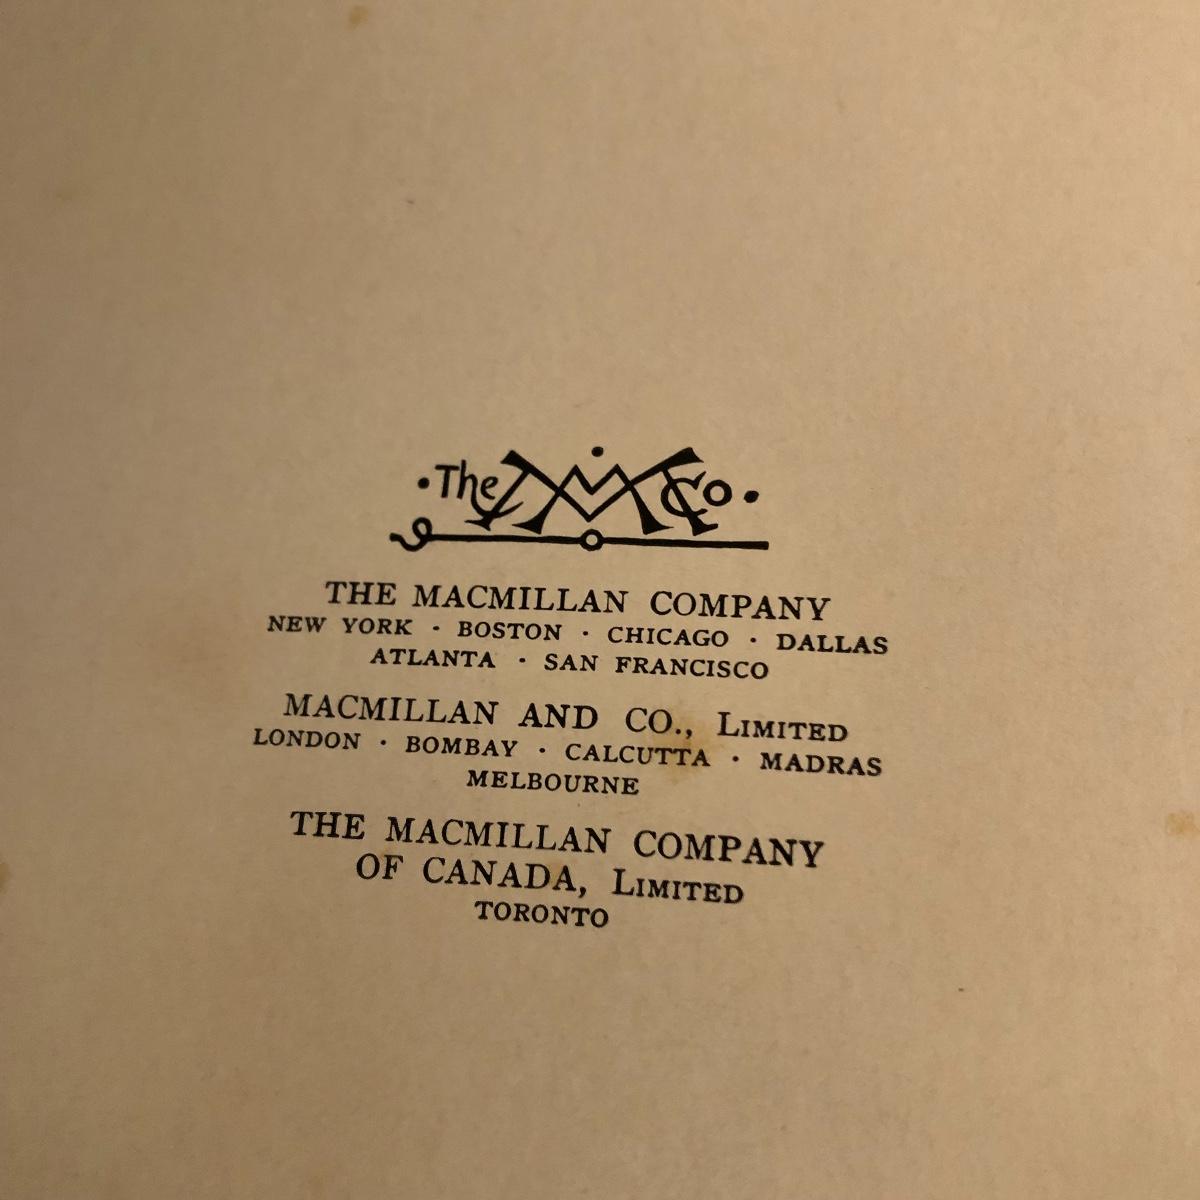 ·The M Co·
THE MACMILLAN COMPANY
NEW YORK · BOSTON · CHICAGO · DALLAS
ATLANTA · SAN FRANCISCO
MACMILLAN AND CO., LIMITED
LONDON · BOMBAY · CALCUTTA · MADRAS
MELBOURNE
THE MACMILLAN COMPANY
OF CANADA, LIMITED
TORONTO